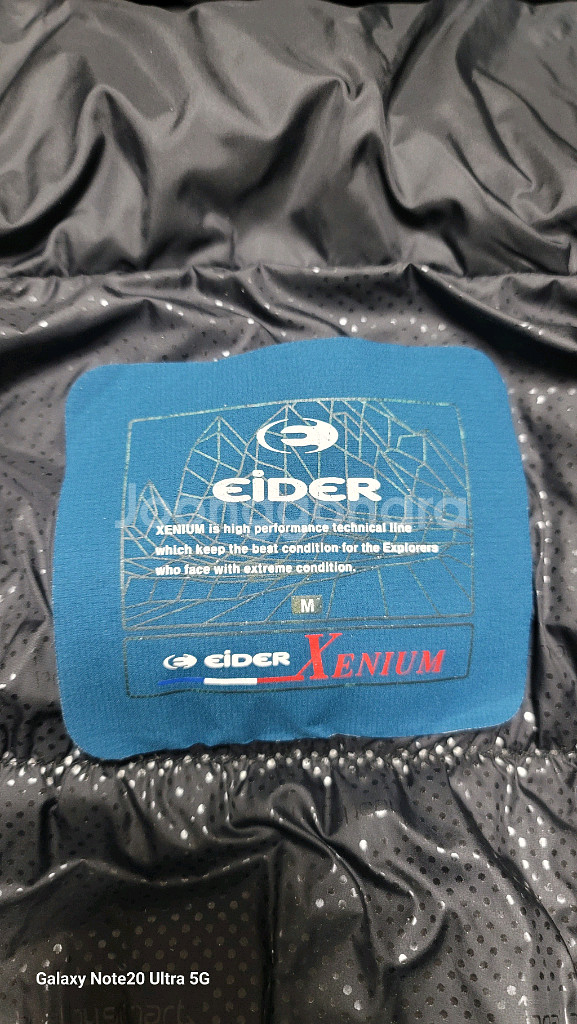 EiDER
Joonggonara
XENIUM is high performance technical line
which keep the best condition for the Explorers
who face with extreme condition.
M
EiDER XENIUM
Galaxy Note20 Ultra 5G